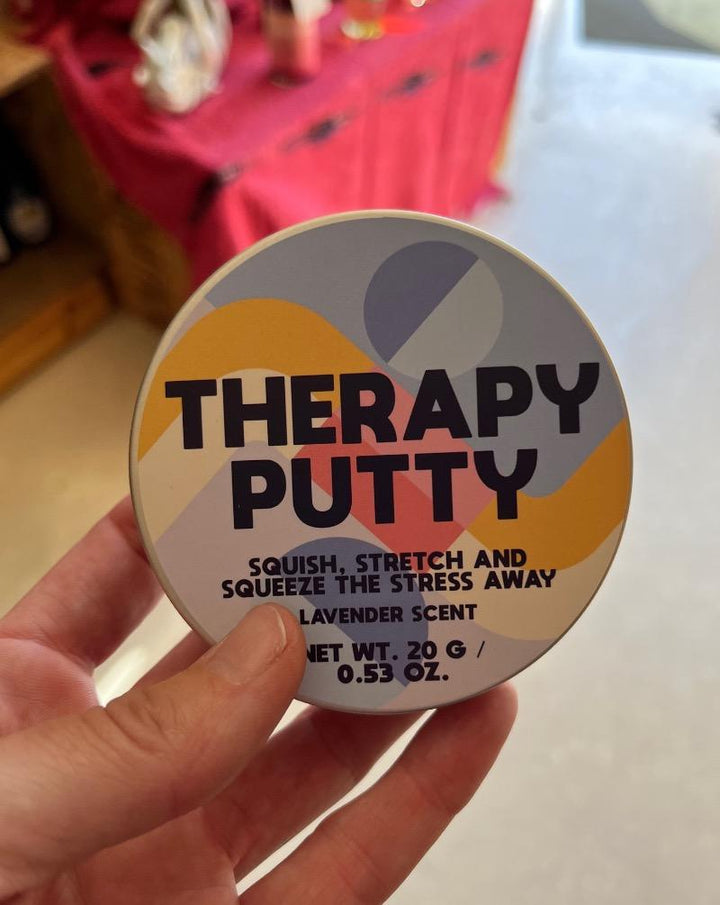 THERAPY
PUTTY
SQUISH, STRETCH AND
SQUEEZE THE STRESS AWAY
LAVENDER SCENT
NET WT. 20 G /
0.53 OZ.